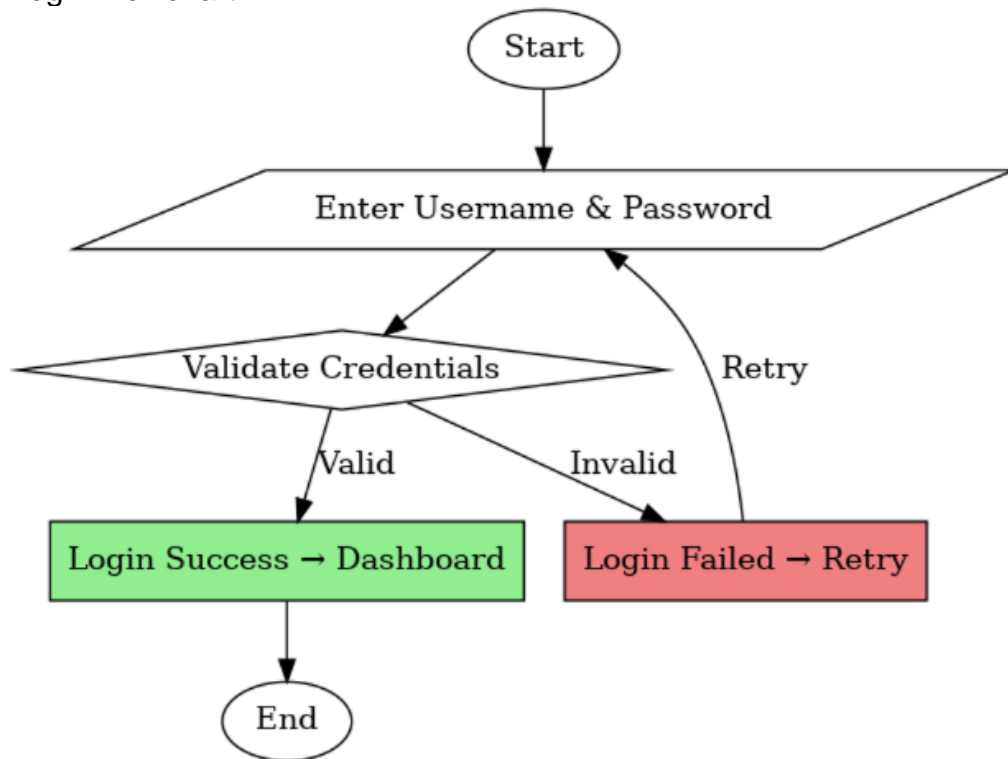 Start
Enter Username & Password
Validate Credentials
Retry
Valid
Invalid
Login Success → Dashboard
Login Failed → Retry
End